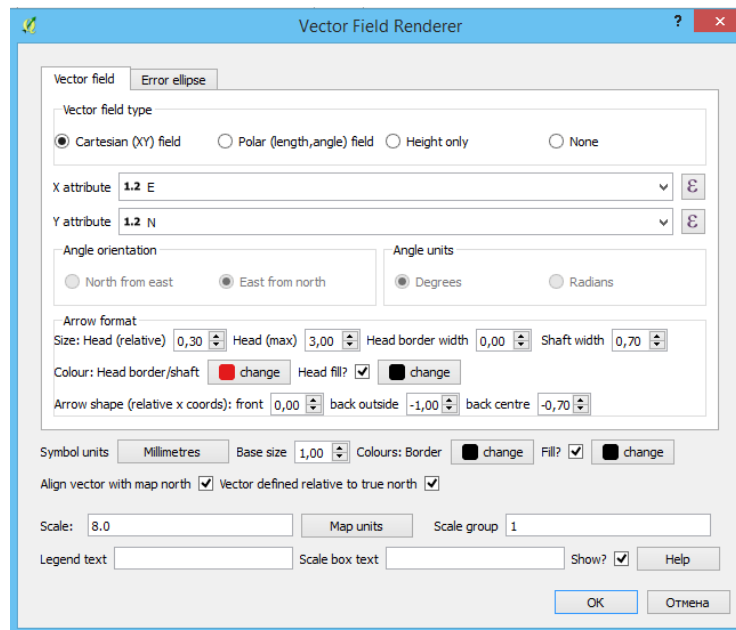 Vector Field Renderer ? ×
Vector field Error ellipse
Vector field type
Cartesian (XY) field Polar (length,angle) field Height only None
X attribute 1.2 E ε
Y attribute 1.2 N ε
Angle orientation Angle units
North from east East from north Degrees Radians
Arrow format
Size: Head (relative) 0,30 Head (max) 3,00 Head border width 0,00 Shaft width 0,70
Colour: Head border/shaft change Head fill? change
Arrow shape (relative x coords): front 0,00 back outside -1,00 back centre -0,70
Symbol units Millimetres Base size 1,00 Colours: Border change Fill? change
Align vector with map north Vector defined relative to true north
Scale: 8.0 Map units Scale group 1
Legend text Scale box text Show? Help
OK Отмена